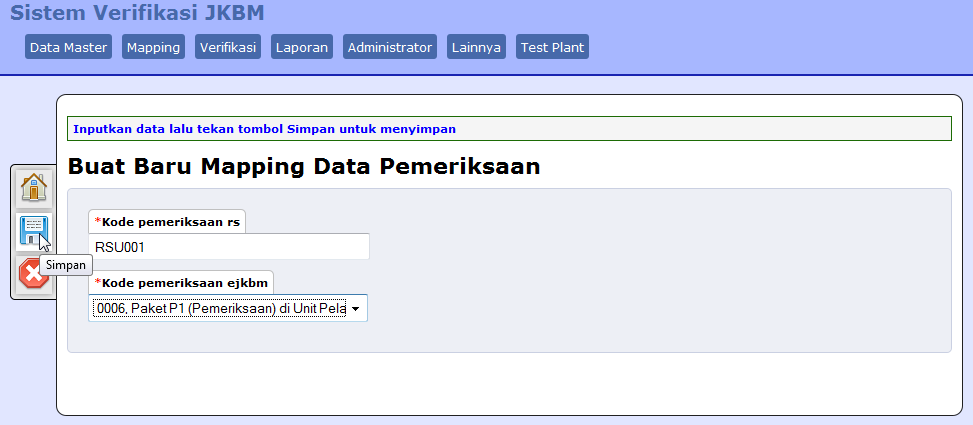 Sistem Verifikasi JKBM
Data Master Mapping Verifikasi Laporan Administrator Lainnya Test Plant
Inputkan data lalu tekan tombol Simpan untuk menyimpan
Buat Baru Mapping Data Pemeriksaan
*Kode pemeriksaan rs
RSU001
Simpan
*Kode pemeriksaan ejkbm
0006, Paket P1 (Pemeriksaan) di Unit Pela